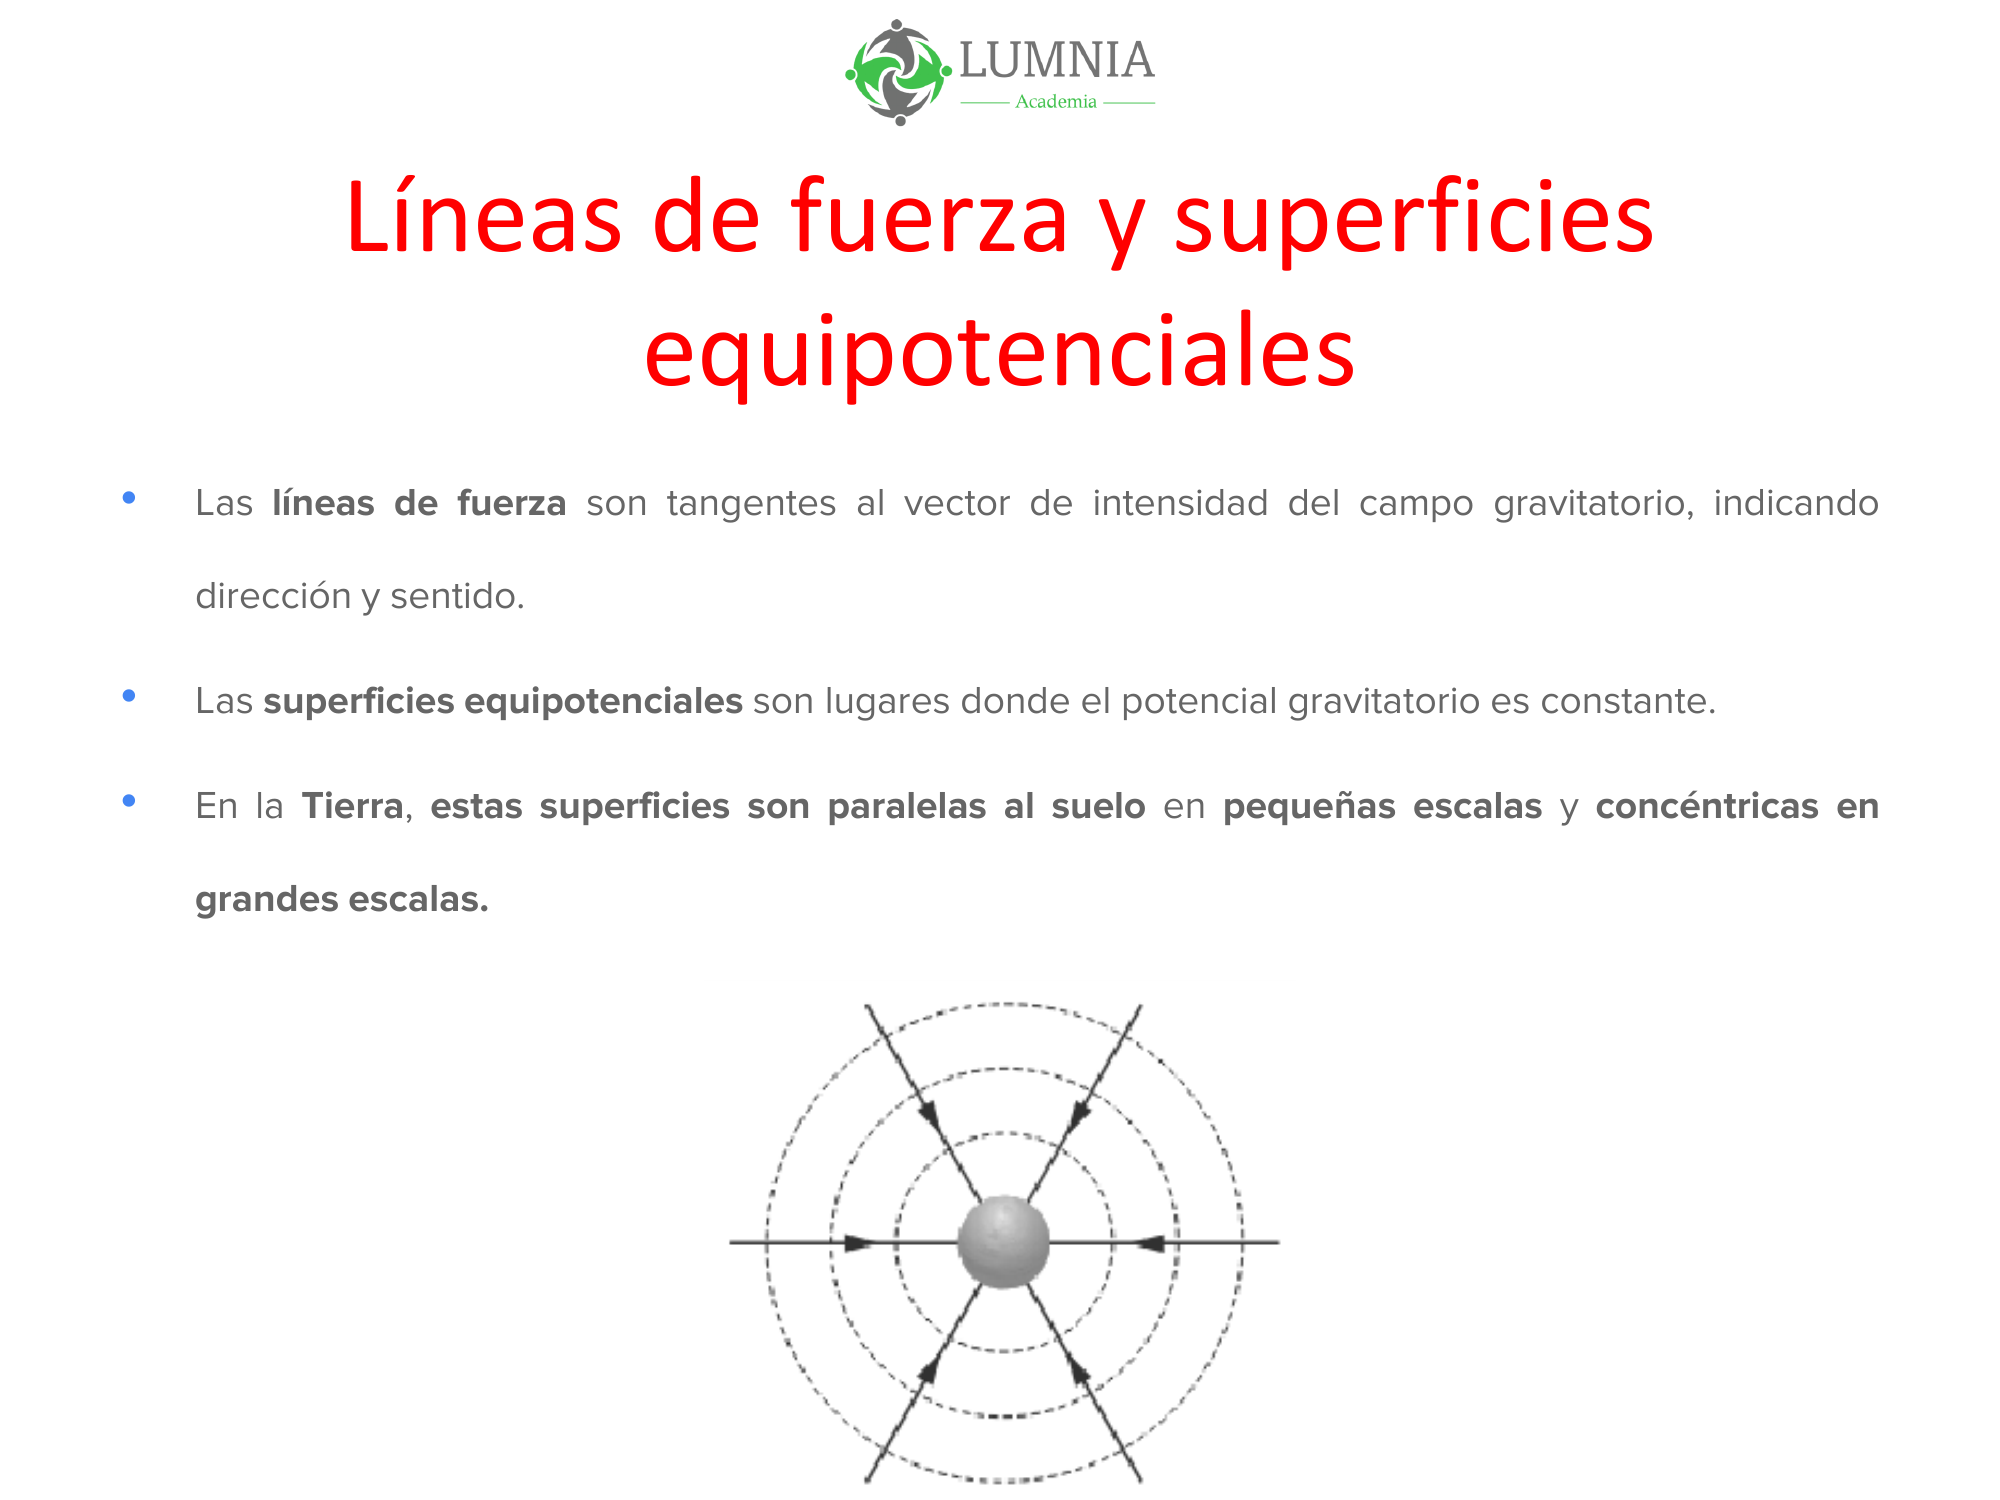 LUMNIA
Academia
Líneas de fuerza y superficies
equipotenciales
• Las líneas de fuerza son tangentes al vector de intensidad del campo gravitatorio, indicando
dirección y sentido.
• Las superficies equipotenciales son lugares donde el potencial gravitatorio es constante.
• En la Tierra, estas superficies son paralelas al suelo en pequeñas escalas y concéntricas en
grandes escalas.